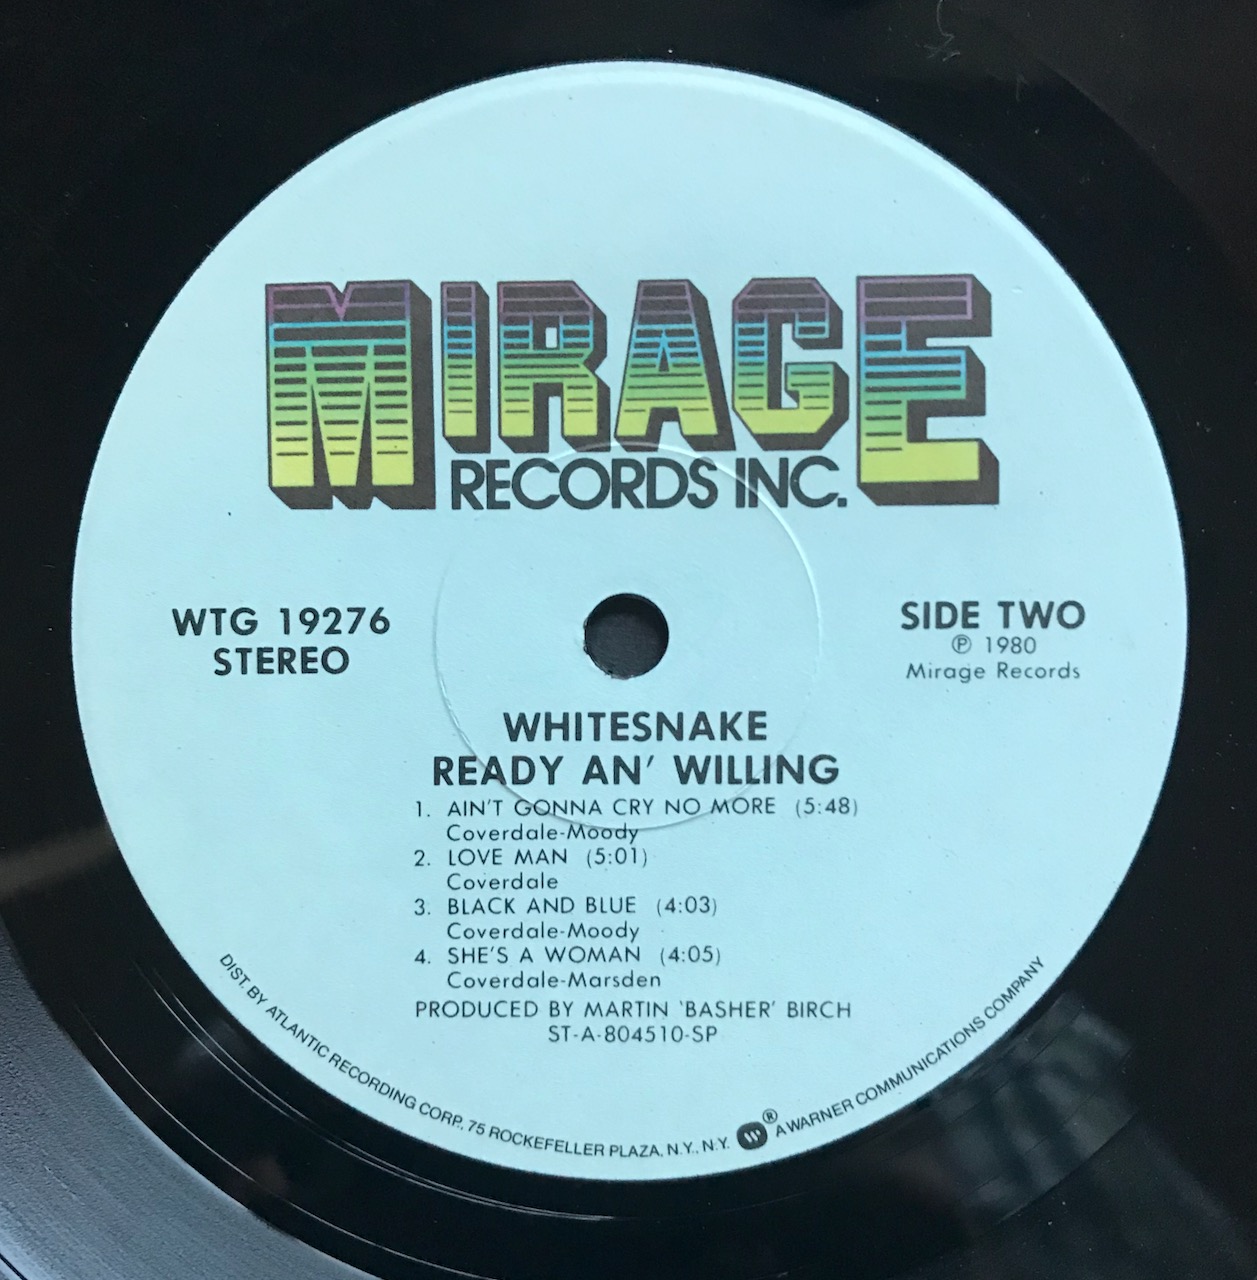 MIRAGE
RECORDS INC.
WTG 19276
STEREO
SIDE TWO
℗ 1980
Mirage Records
WHITESNAKE
READY AN' WILLING
1. AIN'T GONNA CRY NO MORE (5:48)
Coverdale-Moody
2. LOVE MAN (5:01)
Coverdale
3. BLACK AND BLUE (4:03)
Coverdale-Moody
4. SHE'S A WOMAN (4:05)
Coverdale-Marsden
PRODUCED BY MARTIN 'BASHER' BIRCH
ST-A-804510-SP
DIST. BY ATLANTIC RECORDING CORP. 75 ROCKEFELLER PLAZA, N.Y., N.Y. W ® A WARNER COMMUNICATIONS COMPANY